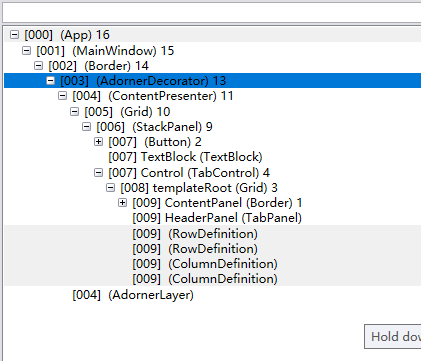 [000] (App) 16
[001] (MainWindow) 15
[002] (Border) 14
[003] (AdornerDecorator) 13
[004] (ContentPresenter) 11
[005] (Grid) 10
[006] (StackPanel) 9
[007] (Button) 2
[007] TextBlock (TextBlock)
[007] Control (TabControl) 4
[008] templateRoot (Grid) 3
[009] ContentPanel (Border) 1
[009] HeaderPanel (TabPanel)
[009] (RowDefinition)
[009] (RowDefinition)
[009] (ColumnDefinition)
[009] (ColumnDefinition)
[004] (AdornerLayer)
Hold